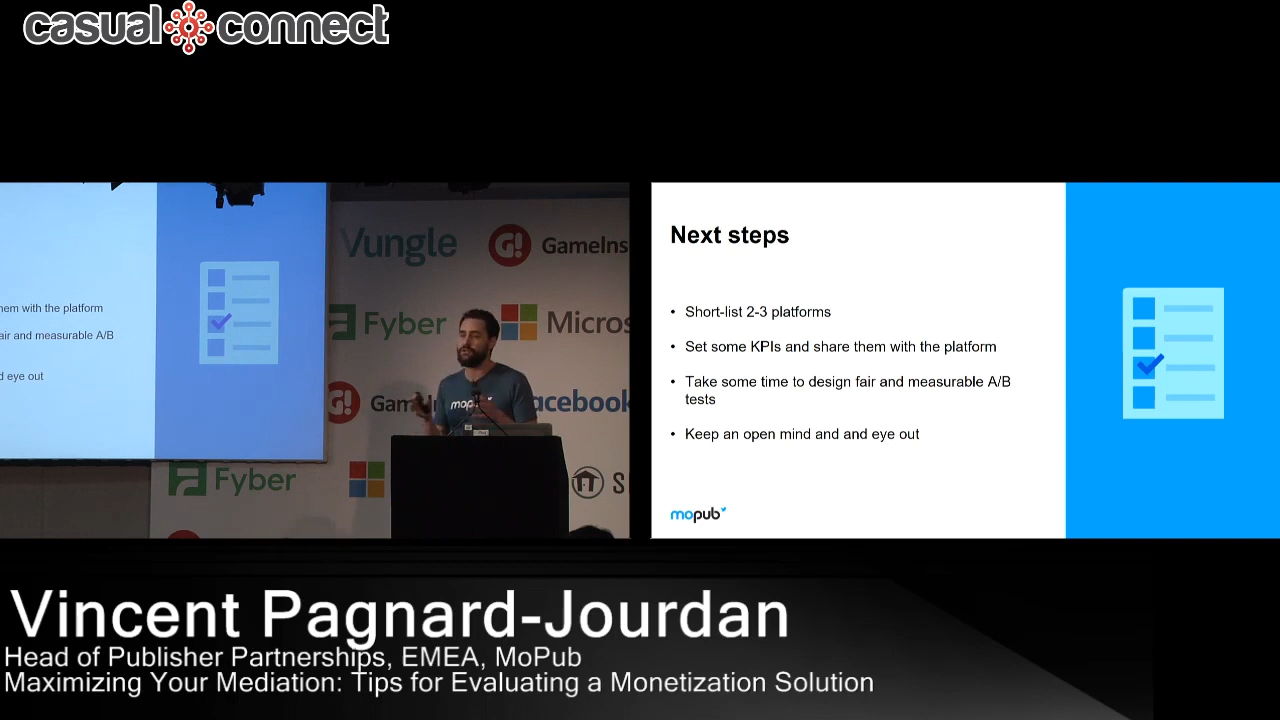 casual connect
Vungle
GameIns
Fyber
Micros
GameIn
acebook
Fyber
S
mopub
hem with the platform
air and measurable A/B
d eye out
Next steps
• Short-list 2-3 platforms
• Set some KPIs and share them with the platform
• Take some time to design fair and measurable A/B
tests
• Keep an open mind and and eye out
mopub
Vincent Pagnard-Jourdan
Head of Publisher Partnerships, EMEA, MoPub
Maximizing Your Mediation: Tips for Evaluating a Monetization Solution